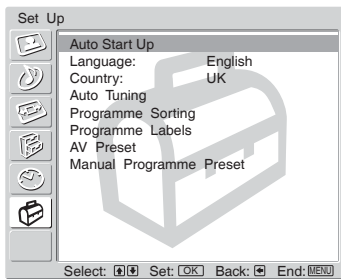 Set Up
Auto Start Up
Language: English
Country: UK
Auto Tuning
Programme Sorting
Programme Labels
AV Preset
Manual Programme Preset
Select: Set: OK Back: End: MENU